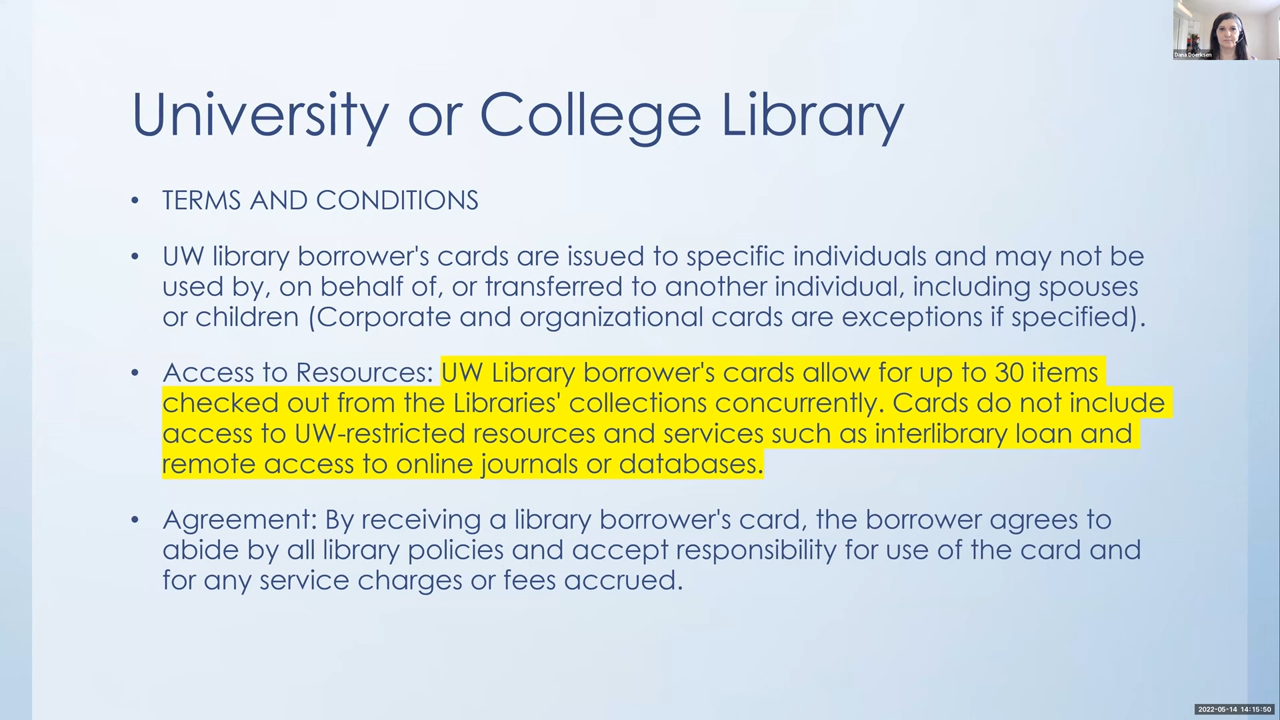 Dana Doerksen
University or College Library
• TERMS AND CONDITIONS
• UW library borrower's cards are issued to specific individuals and may not be
used by, on behalf of, or transferred to another individual, including spouses
or children (Corporate and organizational cards are exceptions if specified).
• Access to Resources: UW Library borrower's cards allow for up to 30 items
checked out from the Libraries' collections concurrently. Cards do not include
access to UW-restricted resources and services such as interlibrary loan and
remote access to online journals or databases.
• Agreement: By receiving a library borrower's card, the borrower agrees to
abide by all library policies and accept responsibility for use of the card and
for any service charges or fees accrued.
2022-05-14 14:15:50